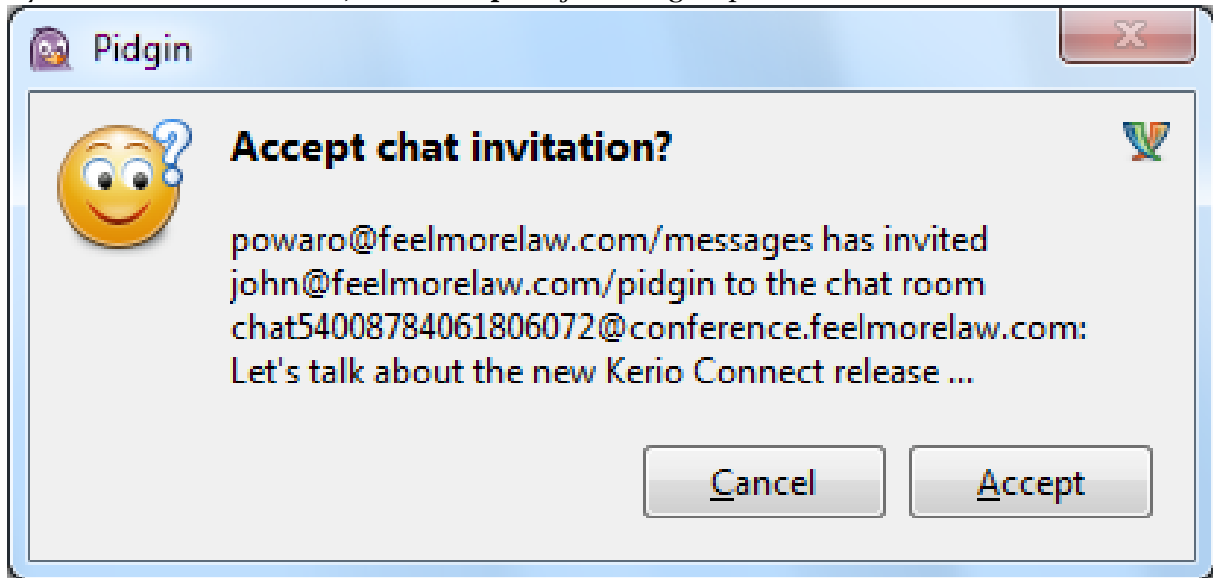 Pidgin
Accept chat invitation?
powaro@feelmorelaw.com/messages has invited
john@feelmorelaw.com/pidgin to the chat room
chat54008784061806072@conference.feelmorelaw.com:
Let's talk about the new Kerio Connect release ...
Cancel Accept